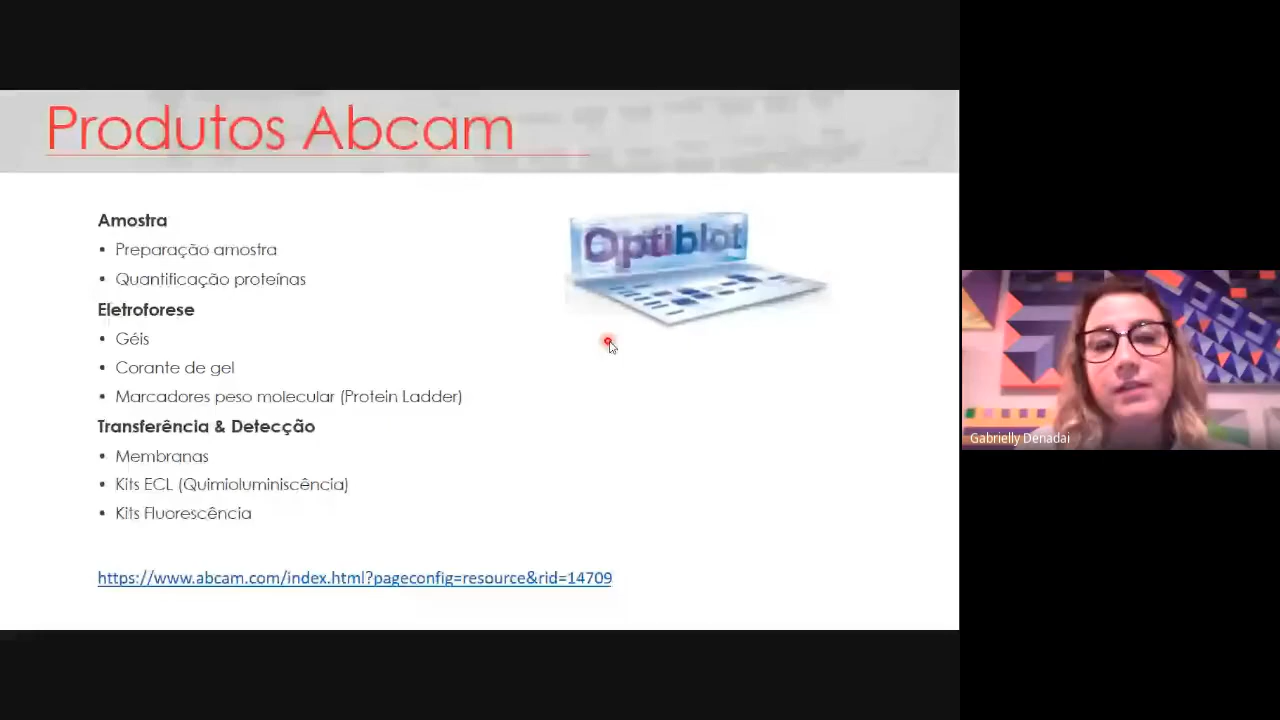 Produtos Abcam
Amostra
• Preparação amostra
• Quantificação proteínas
Eletroforese
• Géis
• Corante de gel
• Marcadores peso molecular (Protein Ladder)
Transferência & Detecção
• Membranas
• Kits ECL (Quimioluminiscência)
• Kits Fluorescência
https://www.abcam.com/index.html?pageconfig=resource&rid=14709
Optiblot
Gabrielly Denadai